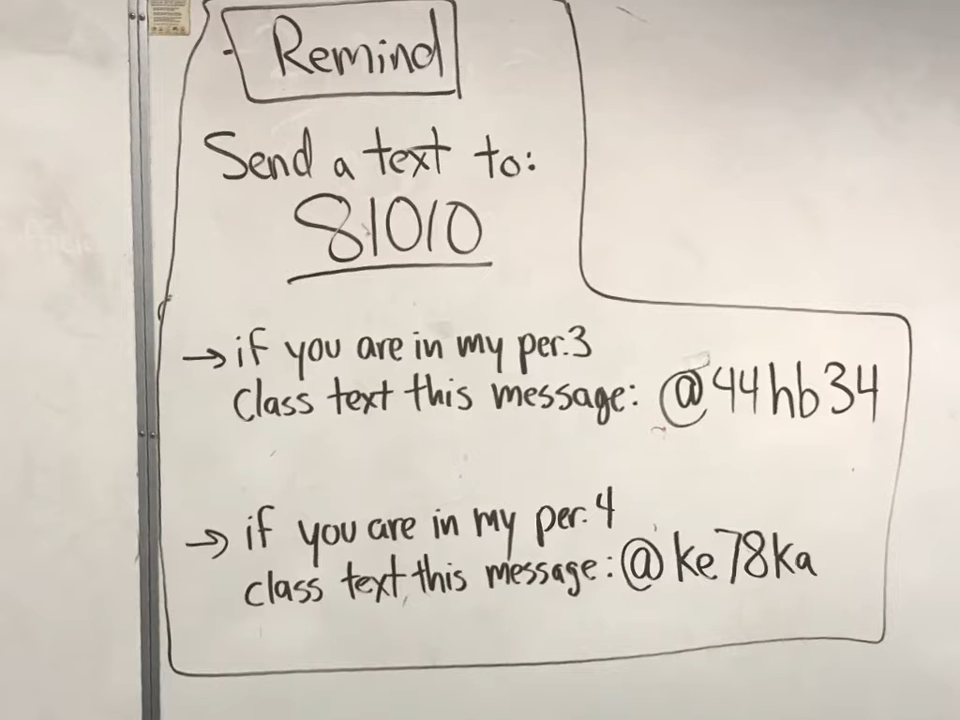 Remind
Send a text to:
81010
→ if you are in my per.3
class text this message: @44hb34
→ if you are in my per.4
class text this message: @ke78ka